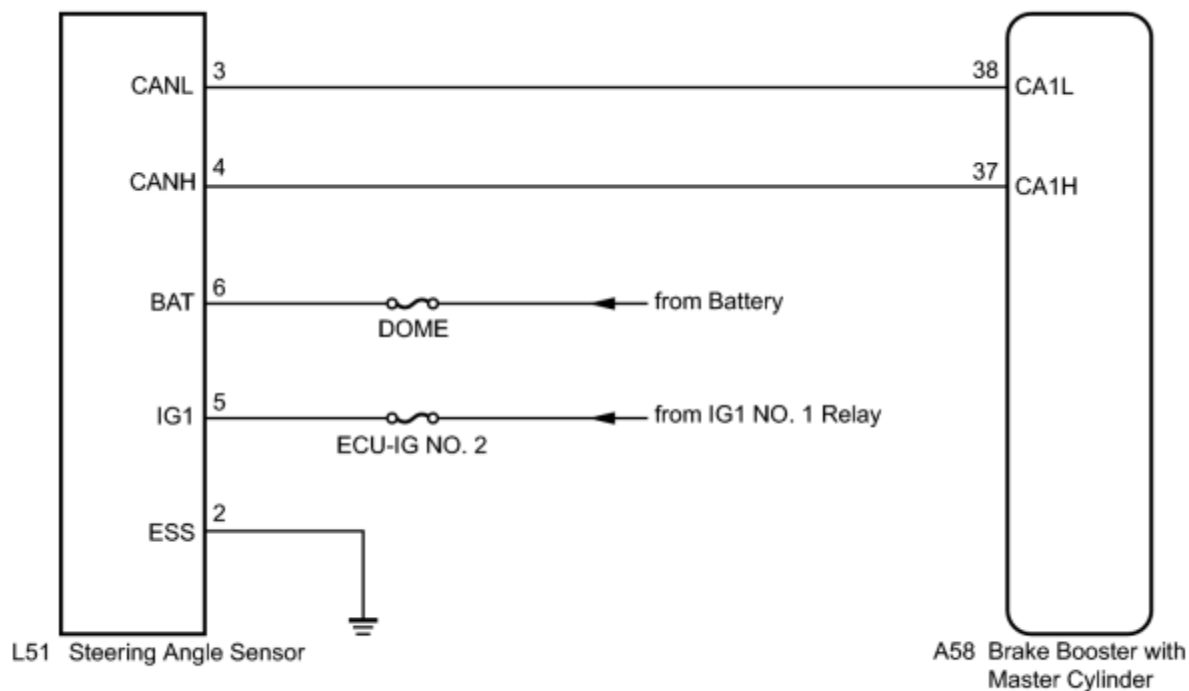 3
38
CANL
CA1L
4
37
CANH
CA1H
6
BAT
from Battery
DOME
5
IG1
from IG1 NO. 1 Relay
ECU-IG NO. 2
2
ESS
L51 Steering Angle Sensor
A58 Brake Booster with
Master Cylinder